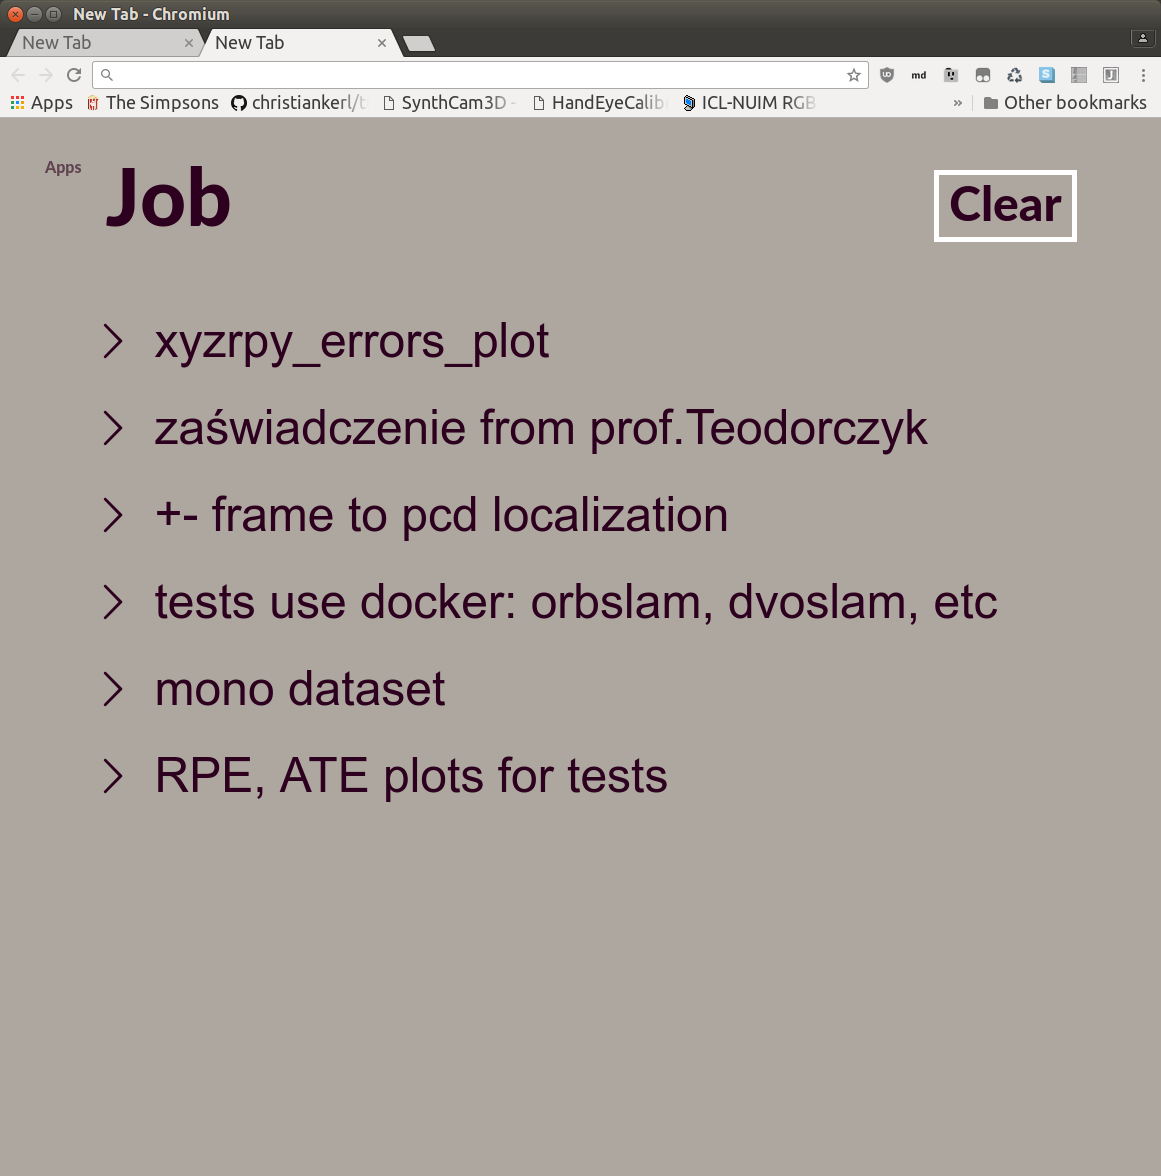 New Tab - Chromium
New Tab
New Tab
md
Apps
The Simpsons
christiankerl/t
SynthCam3D -
HandEyeCalib
ICL-NUIM RGB
»
Other bookmarks
Apps
Job
Clear
xyzrpy_errors_plot
zaświadczenie from prof.Teodorczyk
+- frame to pcd localization
tests use docker: orbslam, dvoslam, etc
mono dataset
RPE, ATE plots for tests